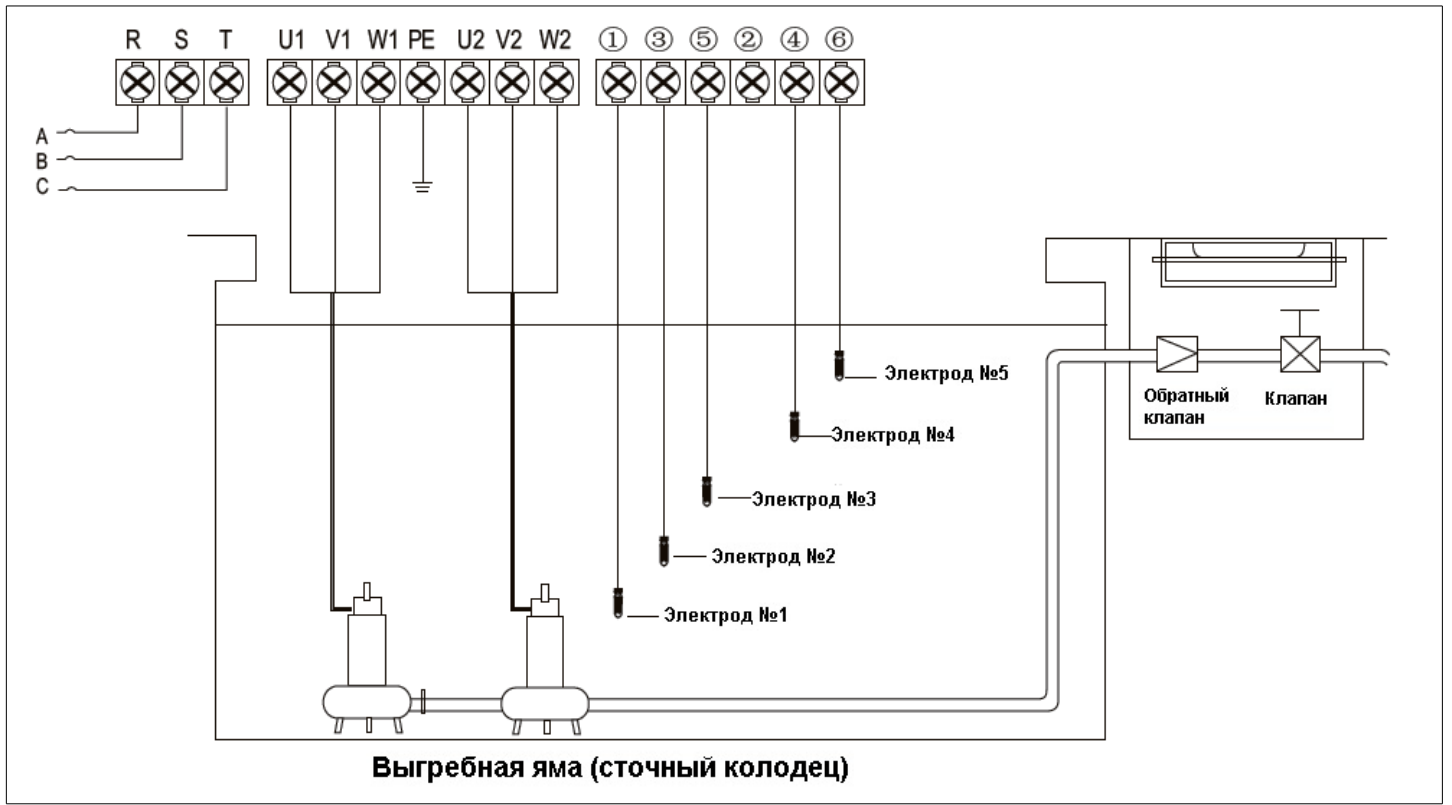 R S T U1 V1 W1 PE U2 V2 W2 ① ③ ⑤ ② ④ ⑥
A
B
C
Электрод №5
Обратный
клапан
Клапан
Электрод №4
Электрод №3
Электрод №2
Электрод №1
Выгребная яма (сточный колодец)